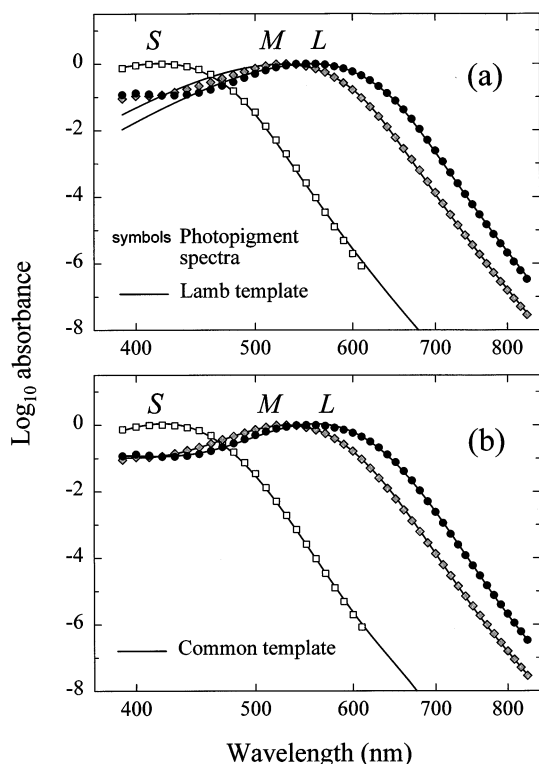 S M L
(a)
0
-2
-4
-6
-8
symbols Photopigment
spectra
Lamb template
400 500 600 700 800
Log10 absorbance
S M L
(b)
0
-2
-4
-6
-8
Common template
400 500 600 700 800
Wavelength (nm)